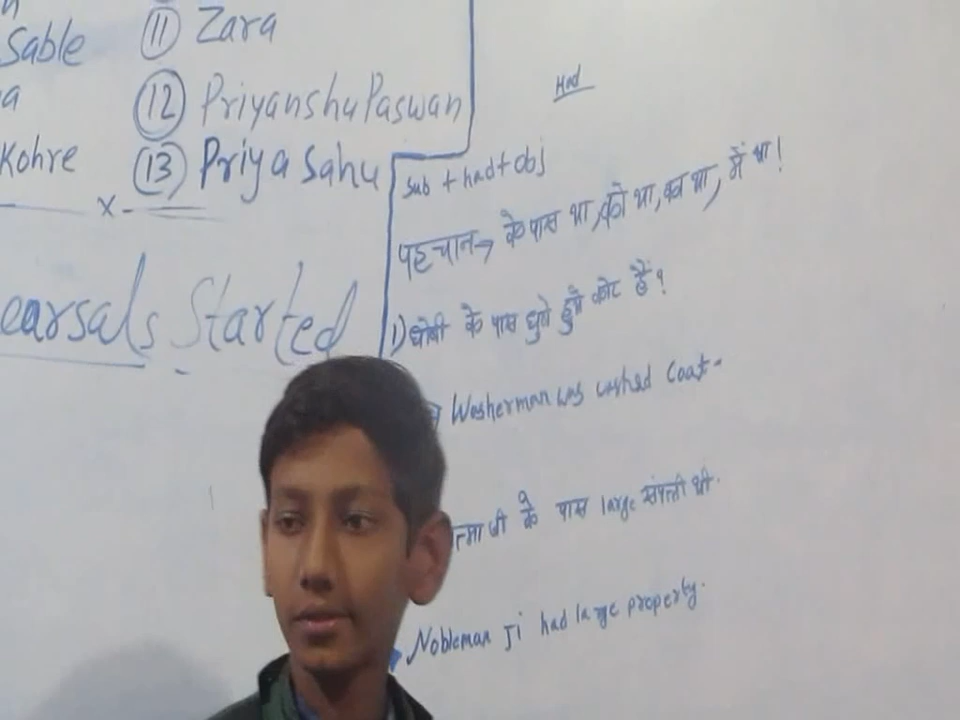 Sable
(11) Zara
a
(12) Priyanshu Paswan
Kohre
(13) Priya Sahu
x
earsals Started
Had
sub + had + obj
पहचान → के पास था, को था, का था, में था!
1) धोबी के पास धुले हुये कोट हैं?
Washerman was washed Coat-
त्मा जी के पास large संपत्ती थी.
Nobleman Ji had large property.